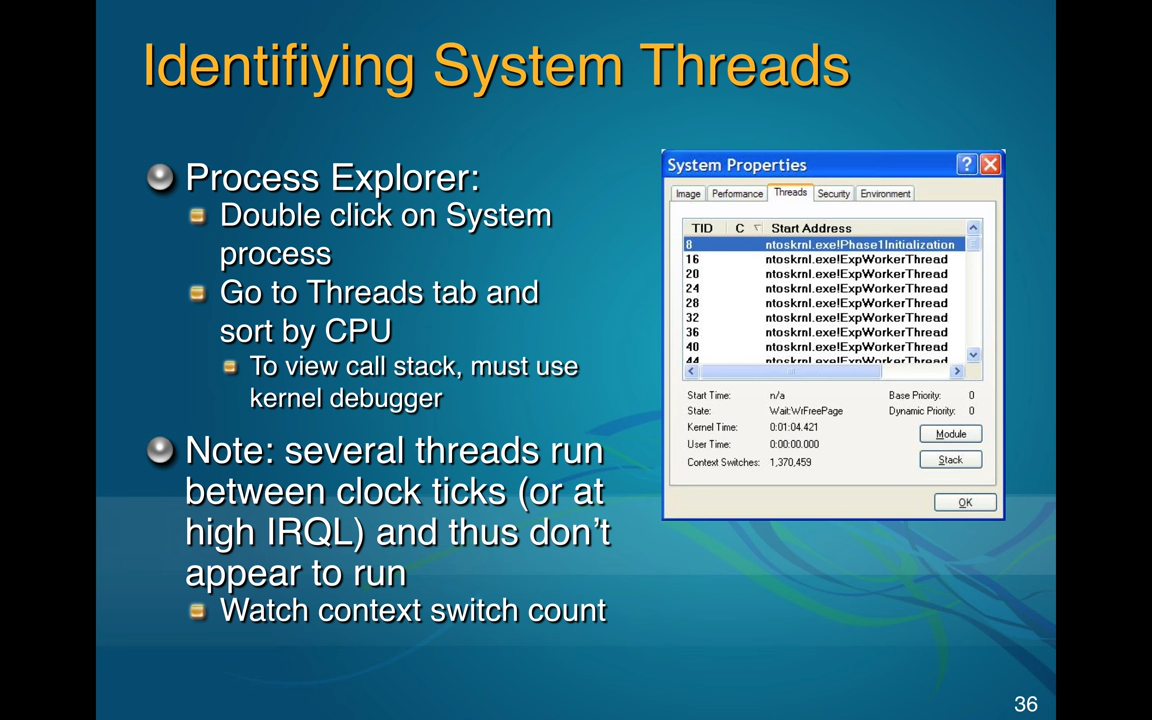 Identifiying System Threads
Process Explorer:
Double click on System
process
Go to Threads tab and
sort by CPU
To view call stack, must use
kernel debugger
Note: several threads run
between clock ticks (or at
high IRQL) and thus don't
appear to run
Watch context switch count
System Properties
Image Performance Threads Security Environment
TID C Start Address
8 ntoskrnl.exe!Phase1Initialization
16 ntoskrnl.exe!ExpWorkerThread
20 ntoskrnl.exe!ExpWorkerThread
24 ntoskrnl.exe!ExpWorkerThread
28 ntoskrnl.exe!ExpWorkerThread
32 ntoskrnl.exe!ExpWorkerThread
36 ntoskrnl.exe!ExpWorkerThread
40 ntoskrnl.exe!ExpWorkerThread
44 ntoskrnl.exe!ExpWorkerThread
Start Time: n/a Base Priority: 0
State: Wait:WrFreePage Dynamic Priority: 0
Kernel Time: 0:01:04.421
Module
User Time: 0:00:00.000
Context Switches: 1,370,459
Stack
OK
36